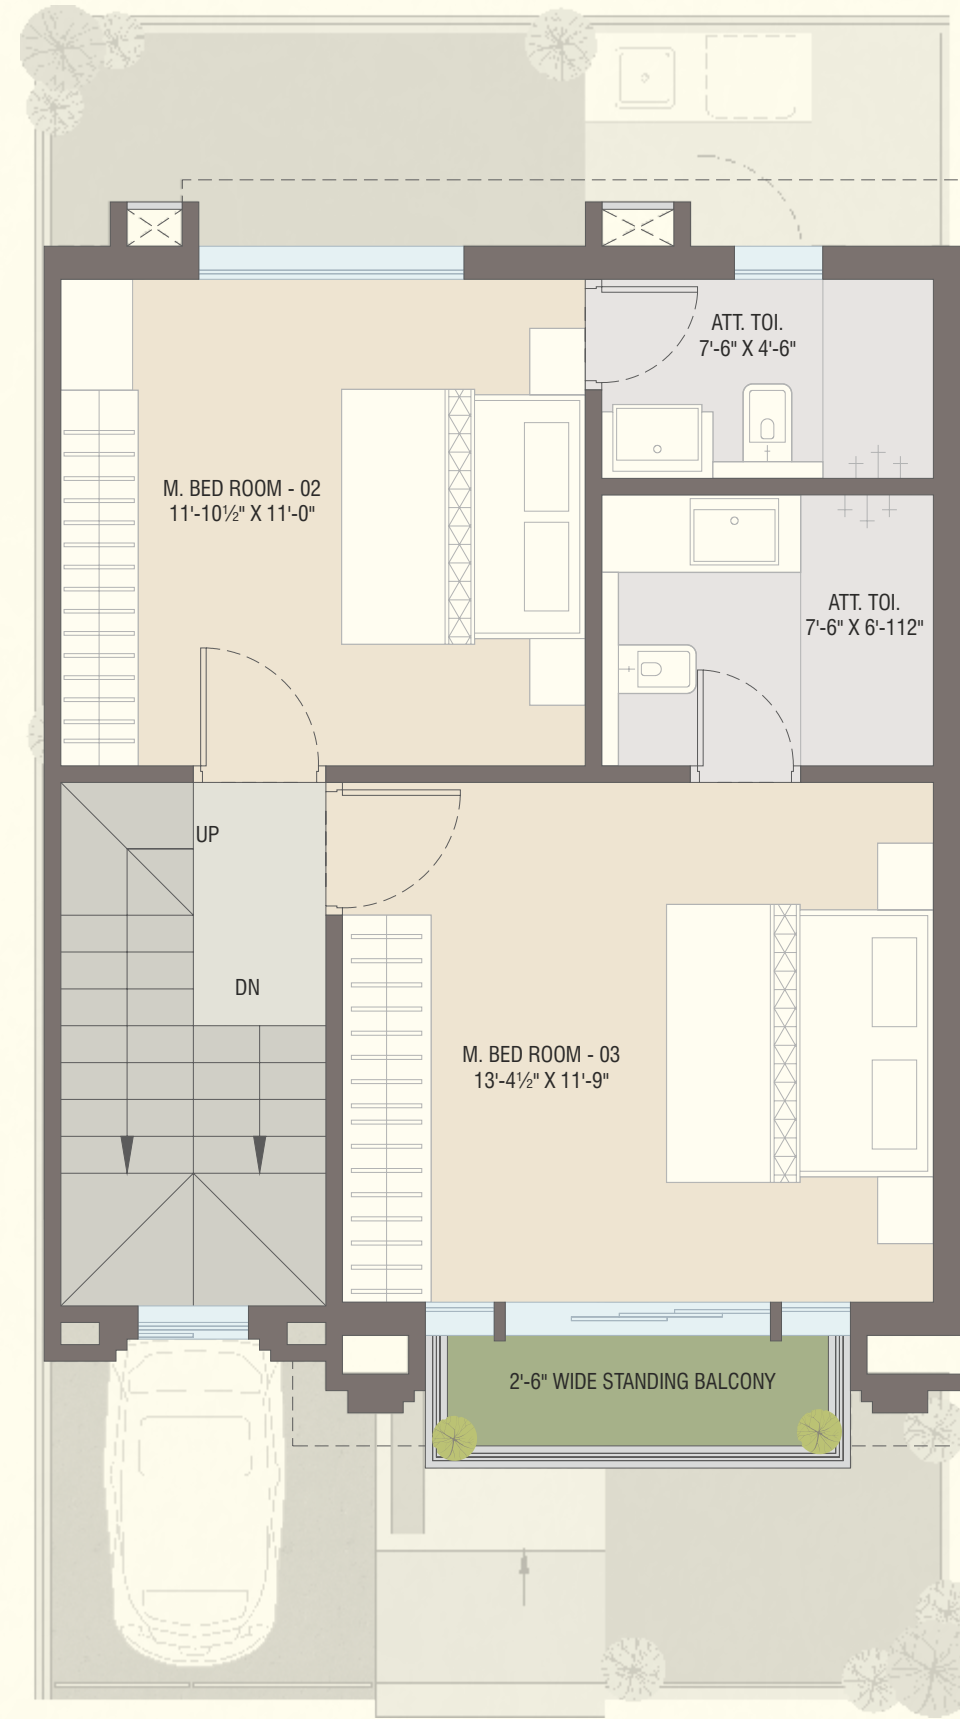 ATT. TOI.
7'-6" X 4'-6"
M. BED ROOM - 02
11'-10½" X 11'-0"
ATT. TOI.
7'-6" X 6'-112"
UP
DN
M. BED ROOM - 03
13'-4½" X 11'-9"
2'-6" WIDE STANDING BALCONY